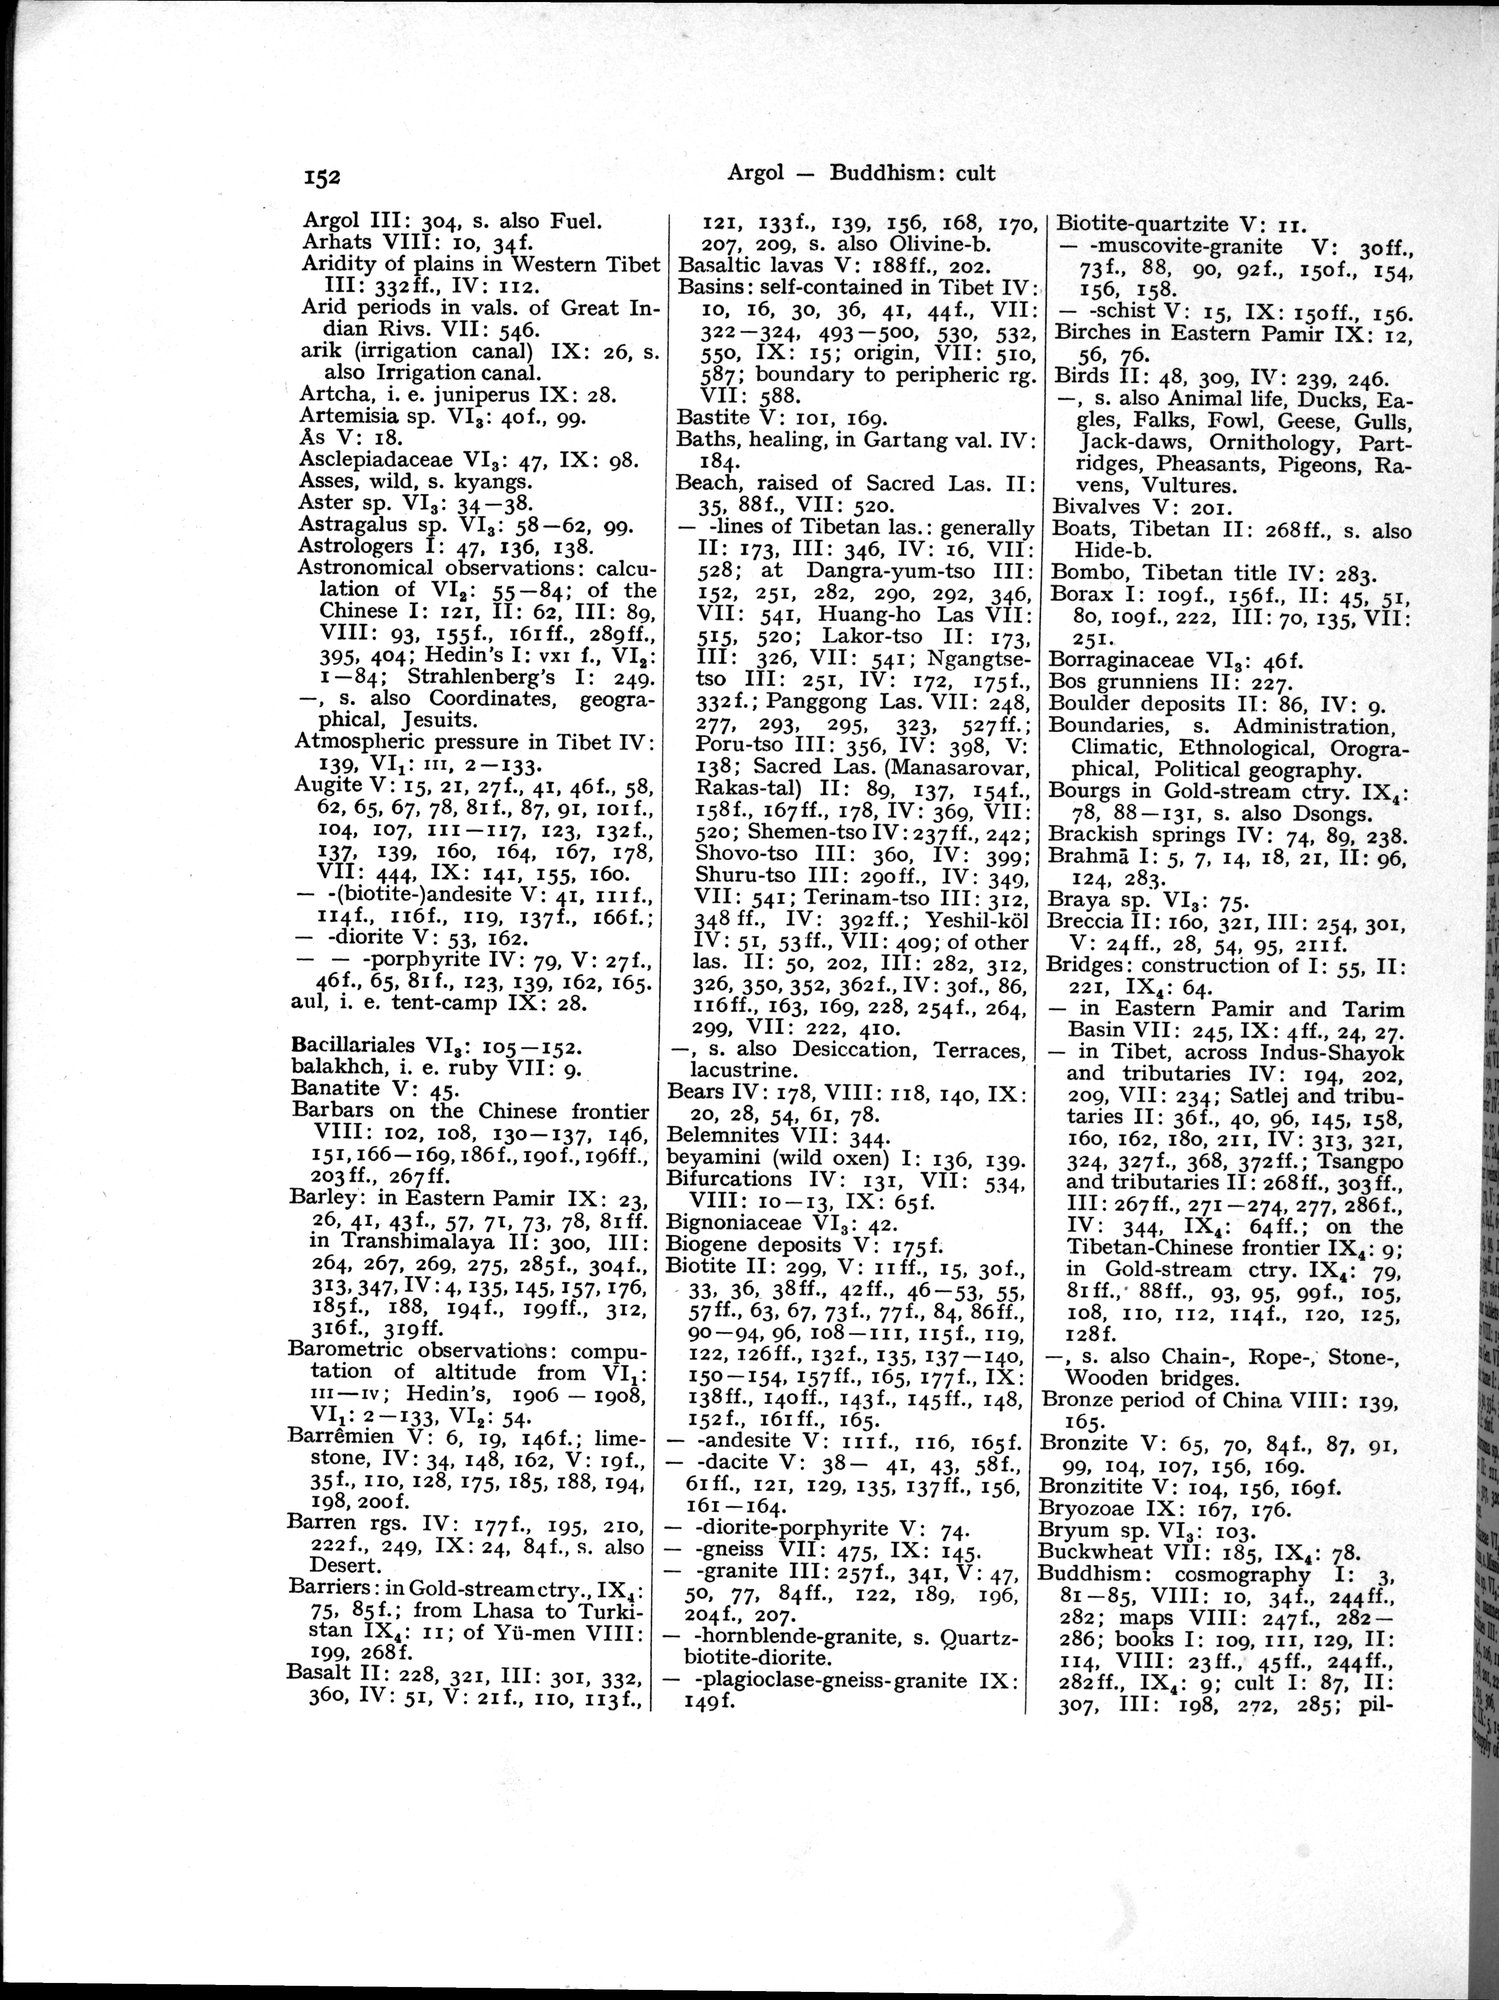 152
Argol — Buddhism: cult
Argol III: 304, s. also Fuel.
Arhats VIII: 10, 34f.
Aridity of plains in Western Tibet
III: 332ff., IV: 112.
Arid periods in vals. of Great In-
dian Rivs. VII: 546.
arik (irrigation canal) IX: 26, s.
also Irrigation canal.
Artcha, i. e. juniperus IX: 28.
Artemisia sp. VI₃: 40f., 99.
Ås V: 18.
Asclepiadaceae VI₃: 47, IX: 98.
Asses, wild, s. kyangs.
Aster sp. VI₃: 34—38.
Astragalus sp. VI₃: 58—62, 99.
Astrologers I: 47, 136, 138.
Astronomical observations: calcu-
lation of VI₂: 55—84; of the
Chinese I: 121, II: 62, III: 89,
VIII: 93, 155f., 161ff., 289ff.,
395, 404; Hedin's I: VXI f., VI₂:
1—84; Strahlenberg's I: 249.
—, s. also Coordinates, geogra-
phical, Jesuits.
Atmospheric pressure in Tibet IV:
139, VI₁: III, 2—133.
Augite V: 15, 21, 27f., 41, 46f., 58,
62, 65, 67, 78, 81f., 87, 91, 101f.,
104, 107, 111—117, 123, 132f.,
137, 139, 160, 164, 167, 178,
VII: 444, IX: 141, 155, 160.
— -(biotite-)andesite V: 41, 111f.,
114f., 116f., 119, 137f., 166f.;
— -diorite V: 53, 162.
— — -porphyrite IV: 79, V: 27f.,
46f., 65, 81f., 123, 139, 162, 165.
aul, i. e. tent-camp IX: 28.
Bacillariales VI₃: 105—152.
balakhch, i. e. ruby VII: 9.
Banatite V: 45.
Barbars on the Chinese frontier
VIII: 102, 108, 130—137, 146,
151, 166—169, 186f., 190f., 196ff.,
203ff., 267ff.
Barley: in Eastern Pamir IX: 23,
26, 41, 43f., 57, 71, 73, 78, 81ff.
in Transhimalaya II: 300, III:
264, 267, 269, 275, 285f., 304f.,
313, 347, IV: 4, 135, 145, 157, 176,
185f., 188, 194f., 199ff., 312,
316f., 319ff.
Barometric observations: compu-
tation of altitude from VI₁:
III—IV; Hedin's, 1906—1908,
VI₁: 2—133, VI₂: 54.
Barrêmien V: 6, 19, 146f.; lime-
stone, IV: 34, 148, 162, V: 19f.,
35f., 110, 128, 175, 185, 188, 194,
198, 200f.
Barren rgs. IV: 177f., 195, 210,
222f., 249, IX: 24, 84f., s. also
Desert.
Barriers: in Gold-stream ctry., IX₄:
75, 85f.; from Lhasa to Turki-
stan IX₄: 11; of Yü-men VIII:
199, 268f.
Basalt II: 228, 321, III: 301, 332,
360, IV: 51, V: 21f., 110, 113f.,
121, 133f., 139, 156, 168, 170,
207, 209, s. also Olivine-b.
Basaltic lavas V: 188ff., 202.
Basins: self-contained in Tibet IV:
10, 16, 30, 36, 41, 44f., VII:
322—324, 493—500, 530, 532,
550, IX: 15; origin, VII: 510,
587; boundary to peripheric rg.
VII: 588.
Bastite V: 101, 169.
Baths, healing, in Gartang val. IV:
184.
Beach, raised of Sacred Las. II:
35, 88f., VII: 520.
— -lines of Tibetan las.: generally
II: 173, III: 346, IV: 16, VII:
528; at Dangra-yum-tso III:
152, 251, 282, 290, 292, 346,
VII: 541, Huang-ho Las VII:
515, 520; Lakor-tso II: 173,
III: 326, VII: 541; Ngangtse-
tso III: 251, IV: 172, 175f.,
332f.; Panggong Las. VII: 248,
277, 293, 295, 323, 527ff.;
Poru-tso III: 356, IV: 398, V:
138; Sacred Las. (Manasarovar,
Rakas-tal) II: 89, 137, 154f.,
158f., 167ff., 178, IV: 369, VII:
520; Shemen-tso IV: 237ff., 242;
Shovo-tso III: 360, IV: 399;
Shuru-tso III: 290ff., IV: 349,
VII: 541; Terinam-tso III: 312,
348ff., IV: 392ff.; Yeshil-köl
IV: 51, 53ff., VII: 409; of other
las. II: 50, 202, III: 282, 312,
326, 350, 352, 362f., IV: 30f., 86,
116ff., 163, 169, 228, 254f., 264,
299, VII: 222, 410.
—, s. also Desiccation, Terraces,
lacustrine.
Bears IV: 178, VIII: 118, 140, IX:
20, 28, 54, 61, 78.
Belemnites VII: 344.
beyamini (wild oxen) I: 136, 139.
Bifurcations IV: 131, VII: 534,
VIII: 10—13, IX: 65f.
Bignoniaceae VI₃: 42.
Biogene deposits V: 175f.
Biotite II: 299, V: 11ff., 15, 30f.,
33, 36, 38ff., 42ff., 46—53, 55,
57ff., 63, 67, 73f., 77f., 84, 86ff.,
90—94, 96, 108—111, 115f., 119,
122, 126ff., 132f., 135, 137—140,
150—154, 157ff., 165, 177f., IX:
138ff., 140ff., 143f., 145ff., 148,
152f., 161ff., 165.
— -andesite V: 111f., 116, 165f.
— -dacite V: 38— 41, 43, 58f.,
61ff., 121, 129, 135, 137ff., 156,
161—164.
— -diorite-porphyrite V: 74.
— -gneiss VII: 475, IX: 145.
— -granite III: 257f., 341, V: 47,
50, 77, 84ff., 122, 189, 196,
204f., 207.
— -hornblende-granite, s. Quartz-
biotite-diorite.
— -plagioclase-gneiss-granite IX:
149f.
Biotite-quartzite V: 11.
— -muscovite-granite V: 30ff.,
73f., 88, 90, 92f., 150f., 154,
156, 158.
— -schist V: 15, IX: 150ff., 156.
Birches in Eastern Pamir IX: 12,
56, 76.
Birds II: 48, 309, IV: 239, 246.
—, s. also Animal life, Ducks, Ea-
gles, Falks, Fowl, Geese, Gulls,
Jack-daws, Ornithology, Part-
ridges, Pheasants, Pigeons, Ra-
vens, Vultures.
Bivalves V: 201.
Boats, Tibetan II: 268ff., s. also
Hide-b.
Bombo, Tibetan title IV: 283.
Borax I: 109f., 156f., II: 45, 51,
80, 109f., 222, III: 70, 135, VII:
251.
Borraginaceae VI₃: 46f.
Bos grunniens II: 227.
Boulder deposits II: 86, IV: 9.
Boundaries, s. Administration,
Climatic, Ethnological, Orogra-
phical, Political geography.
Bourgs in Gold-stream ctry. IX₄:
78, 88—131, s. also Dsongs.
Brackish springs IV: 74, 89, 238.
Brahmā I: 5, 7, 14, 18, 21, II: 96,
124, 283.
Braya sp. VI₃: 75.
Breccia II: 160, 321, III: 254, 301,
V: 24ff., 28, 54, 95, 211f.
Bridges: construction of I: 55, II:
221, IX₄: 64.
— in Eastern Pamir and Tarim
Basin VII: 245, IX: 4ff., 24, 27.
— in Tibet, across Indus-Shayok
and tributaries IV: 194, 202,
209, VII: 234; Satlej and tribu-
taries II: 36f., 40, 96, 145, 158,
160, 162, 180, 211, IV: 313, 321,
324, 327f., 368, 372ff.; Tsangpo
and tributaries II: 268ff., 303ff.,
III: 267ff., 271—274, 277, 286f.,
IV: 344, IX₄: 64ff.; on the
Tibetan-Chinese frontier IX₄: 9;
in Gold-stream ctry. IX₄: 79,
81ff., 88ff., 93, 95, 99f., 105,
108, 110, 112, 114f., 120, 125,
128f.
—, s. also Chain-, Rope-, Stone-,
Wooden bridges.
Bronze period of China VIII: 139,
165.
Bronzite V: 65, 70, 84f., 87, 91,
99, 104, 107, 156, 169.
Bronzitite V: 104, 156, 169f.
Bryozoae IX: 167, 176.
Bryum sp. VI₃: 103.
Buckwheat VII: 185, IX₄: 78.
Buddhism: cosmography I: 3,
81—85, VIII: 10, 34f., 244ff.,
282; maps VIII: 247f., 282—
286; books I: 109, 111, 129, II:
114, VIII: 23ff., 45ff., 244ff.,
282ff., IX₄: 9; cult I: 87, II:
307, III: 198, 272, 285; pil-